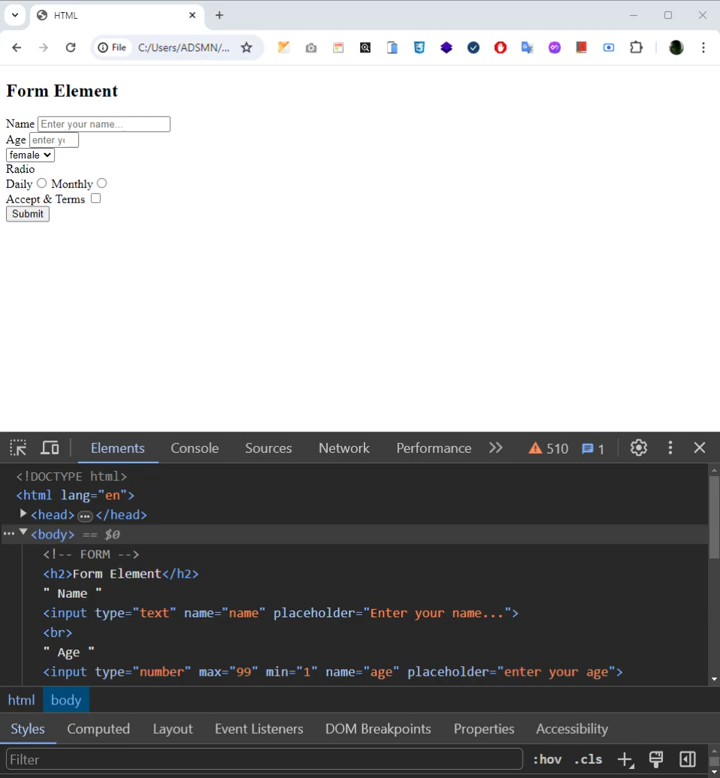 HTML
File C:/Users/ADSMN/...
Form Element
Name Enter your name...
Age enter yo
female
Radio
Daily Monthly
Accept & Terms
Submit
Elements Console Sources Network Performance 510 1
<!DOCTYPE html>
<html lang="en">
<head> ... </head>
<body> == $0
<!-- FORM -->
<h2>Form Element</h2>
" Name "
<input type="text" name="name" placeholder="Enter your name...">
<br>
" Age "
<input type="number" max="99" min="1" name="age" placeholder="enter your age">
html body
Styles Computed Layout Event Listeners DOM Breakpoints Properties Accessibility
Filter :hov .cls